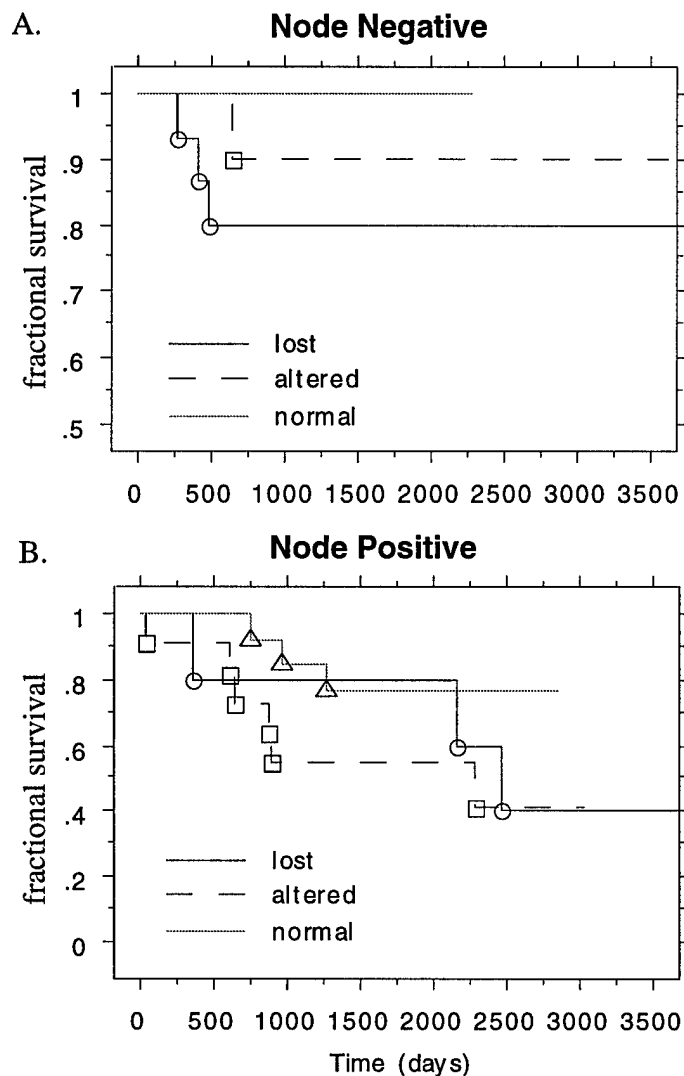 A.
Node Negative
fractional survival
1
.9
.8
.7
.6
.5
lost
altered
normal
0 500 1000 1500 2000 2500 3000 3500
B.
Node Positive
fractional survival
1
.8
.6
.4
.2
0
lost
altered
normal
0 500 1000 1500 2000 2500 3000 3500
Time (days)